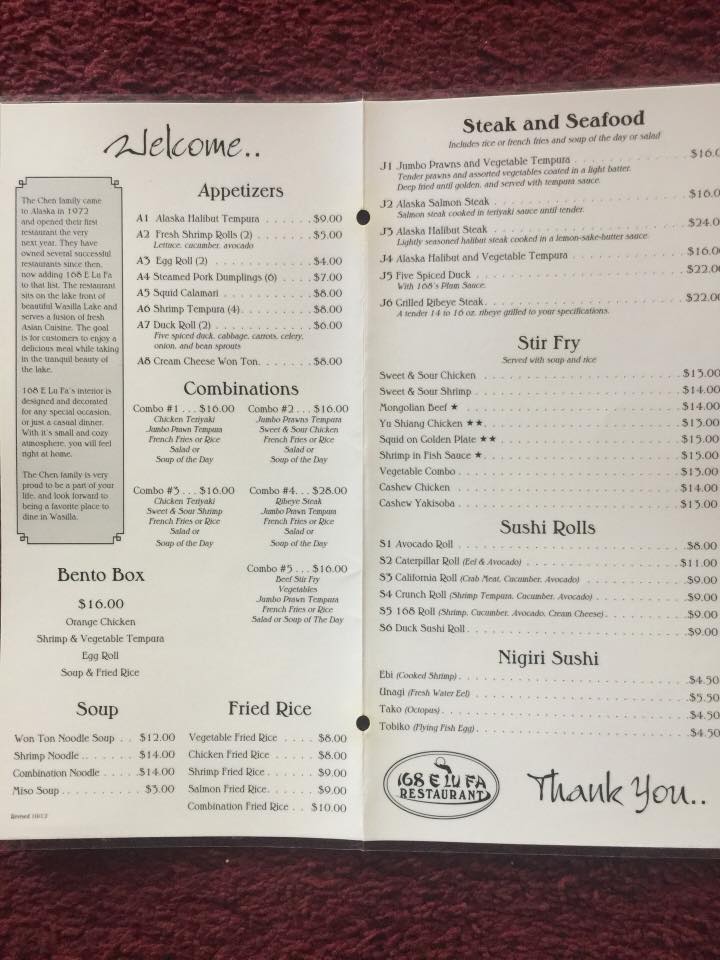 Welcome..
The Chen family came
to Alaska in 1972
and opened their first
restaurant the very
next year. They have
owned several successful
restaurants since then,
now adding 168 E Lu Fa
to that list. The restaurant
sits on the lake front of
beautiful Wasilla Lake and
serves a fusion of fresh
Asian Cuisine. The goal
is for customers to enjoy a
delicious meal while taking
in the tranquil beauty of
the lake.
168 E Lu Fa's interior is
designed and decorated
for any special occasion,
or just a casual dinner.
With it's small and cozy
atmosphere, you will feel
right at home.
The Chen family is very
proud to be a part of your
life, and look forward to
being a favorite place to
dine in Wasilla.
Appetizers
A1 Alaska Halibut Tempura . . . . . . $9.00
A2 Fresh Shrimp Rolls (2) . . . . . . $5.00
Lettuce, cucumber, avocado
A3 Egg Roll (2) . . . . . . $4.00
A4 Steamed Pork Dumplings (6) . . . . $7.00
A5 Squid Calamari . . . . . . $8.00
A6 Shrimp Tempura (4) . . . . . . $8.00
A7 Duck Roll (2) . . . . . . $6.00
Five spiced duck, cabbage, carrots, celery,
onion, and bean sprouts
A8 Cream Cheese Won Ton. . . . . . $8.00
Combinations
Combo #1 . . . $16.00
Chicken Teriyaki
Jumbo Prawn Tempura
French Fries or Rice
Salad or
Soup of the Day
Combo #2 . . . $16.00
Jumbo Prawns Tempura
Sweet & Sour Chicken
French Fries or Rice
Salad or
Soup of the Day
Combo #3 . . . $16.00
Chicken Teriyaki
Sweet & Sour Shrimp
French Fries or Rice
Salad or
Soup of the Day
Combo #4. . . $28.00
Ribeye Steak
Jumbo Prawn Tempura
French Fries or Rice
Salad or
Soup of the Day
Combo #5 . . . $16.00
Beef Stir Fry
Vegetables
Jumbo Prawn Tempura
French Fries or Rice
Salad or Soup of The Day
Bento Box
$16.00
Orange Chicken
Shrimp & Vegetable Tempura
Egg Roll
Soup & Fried Rice
Soup
Won Ton Noodle Soup . . $12.00
Shrimp Noodle . . . . . . $14.00
Combination Noodle . . . . . $14.00
Miso Soup . . . . . . $3.00
Fried Rice
Vegetable Fried Rice . . . . $8.00
Chicken Fried Rice . . . . . $8.00
Shrimp Fried Rice . . . . . $9.00
Salmon Fried Rice. . . . . . $9.00
Combination Fried Rice . . $10.00
Revised 10/13
Steak and Seafood
Includes rice or french fries and soup of the day or salad
J1 Jumbo Prawns and Vegetable Tempura . . . . . . $16.0
Tender prawns and assorted vegetables coated in a light batter.
Deep fried until golden, and served with tempura sauce.
J2 Alaska Salmon Steak . . . . . . $16.0
Salmon steak cooked in teriyaki sauce until tender.
J3 Alaska Halibut Steak . . . . . . $24.0
Lightly seasoned halibut steak cooked in a lemon-sake-butter sauce.
J4 Alaska Halibut and Vegetable Tempura . . . . . . $16.0
J5 Five Spiced Duck . . . . . . $22.0
With 168's Plum Sauce.
J6 Grilled Ribeye Steak . . . . . . $22.00
A tender 14 to 16 oz. ribeye grilled to your specifications.
Stir Fry
Served with soup and rice
Sweet & Sour Chicken . . . . . . $13.00
Sweet & Sour Shrimp . . . . . . $14.00
Mongolian Beef ★ . . . . . . $14.00
Yu Shiang Chicken ★★ . . . . . . $13.00
Squid on Golden Plate ★★ . . . . . . $15.00
Shrimp in Fish Sauce ★ . . . . . . $15.00
Vegetable Combo . . . . . . $13.00
Cashew Chicken . . . . . . $14.00
Cashew Yakisoba . . . . . . $13.00
Sushi Rolls
S1 Avocado Roll . . . . . . $8.00
S2 Caterpillar Roll (Eel & Avocado) . . . . . . $11.00
S3 California Roll (Crab Meat, Cucumber, Avocado) . . . . . . $9.00
S4 Crunch Roll (Shrimp Tempura, Cucumber, Avocado) . . . . . . $9.00
S5 168 Roll (Shrimp, Cucumber, Avocado, Cream Cheese) . . . . . . $9.00
S6 Duck Sushi Roll . . . . . . $9.00
Nigiri Sushi
Ebi (Cooked Shrimp) . . . . . . $4.50
Unagi (Fresh Water Eel) . . . . . . $5.50
Tako (Octopus) . . . . . . $4.50
Tobiko (Flying Fish Egg) . . . . . . $4.50
168 E LU FA
RESTAURANT
Thank You..